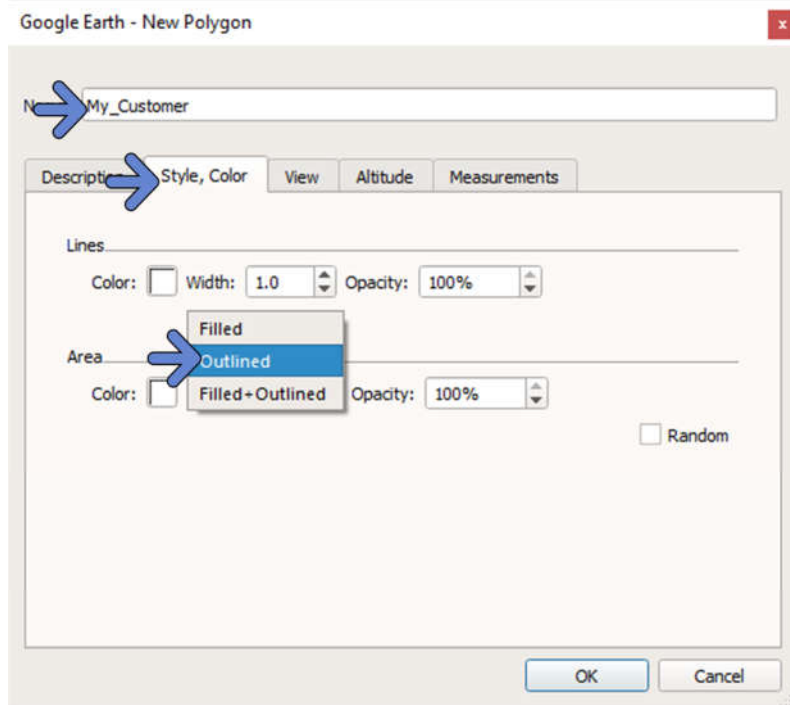 Google Earth - New Polygon
x
My_Customer
Style, Color View Altitude Measurements
Lines
Color: Width: 1.0 Opacity: 100%
Filled
Area
Outlined
Color: Filled+Outlined Opacity: 100%
Random
OK Cancel